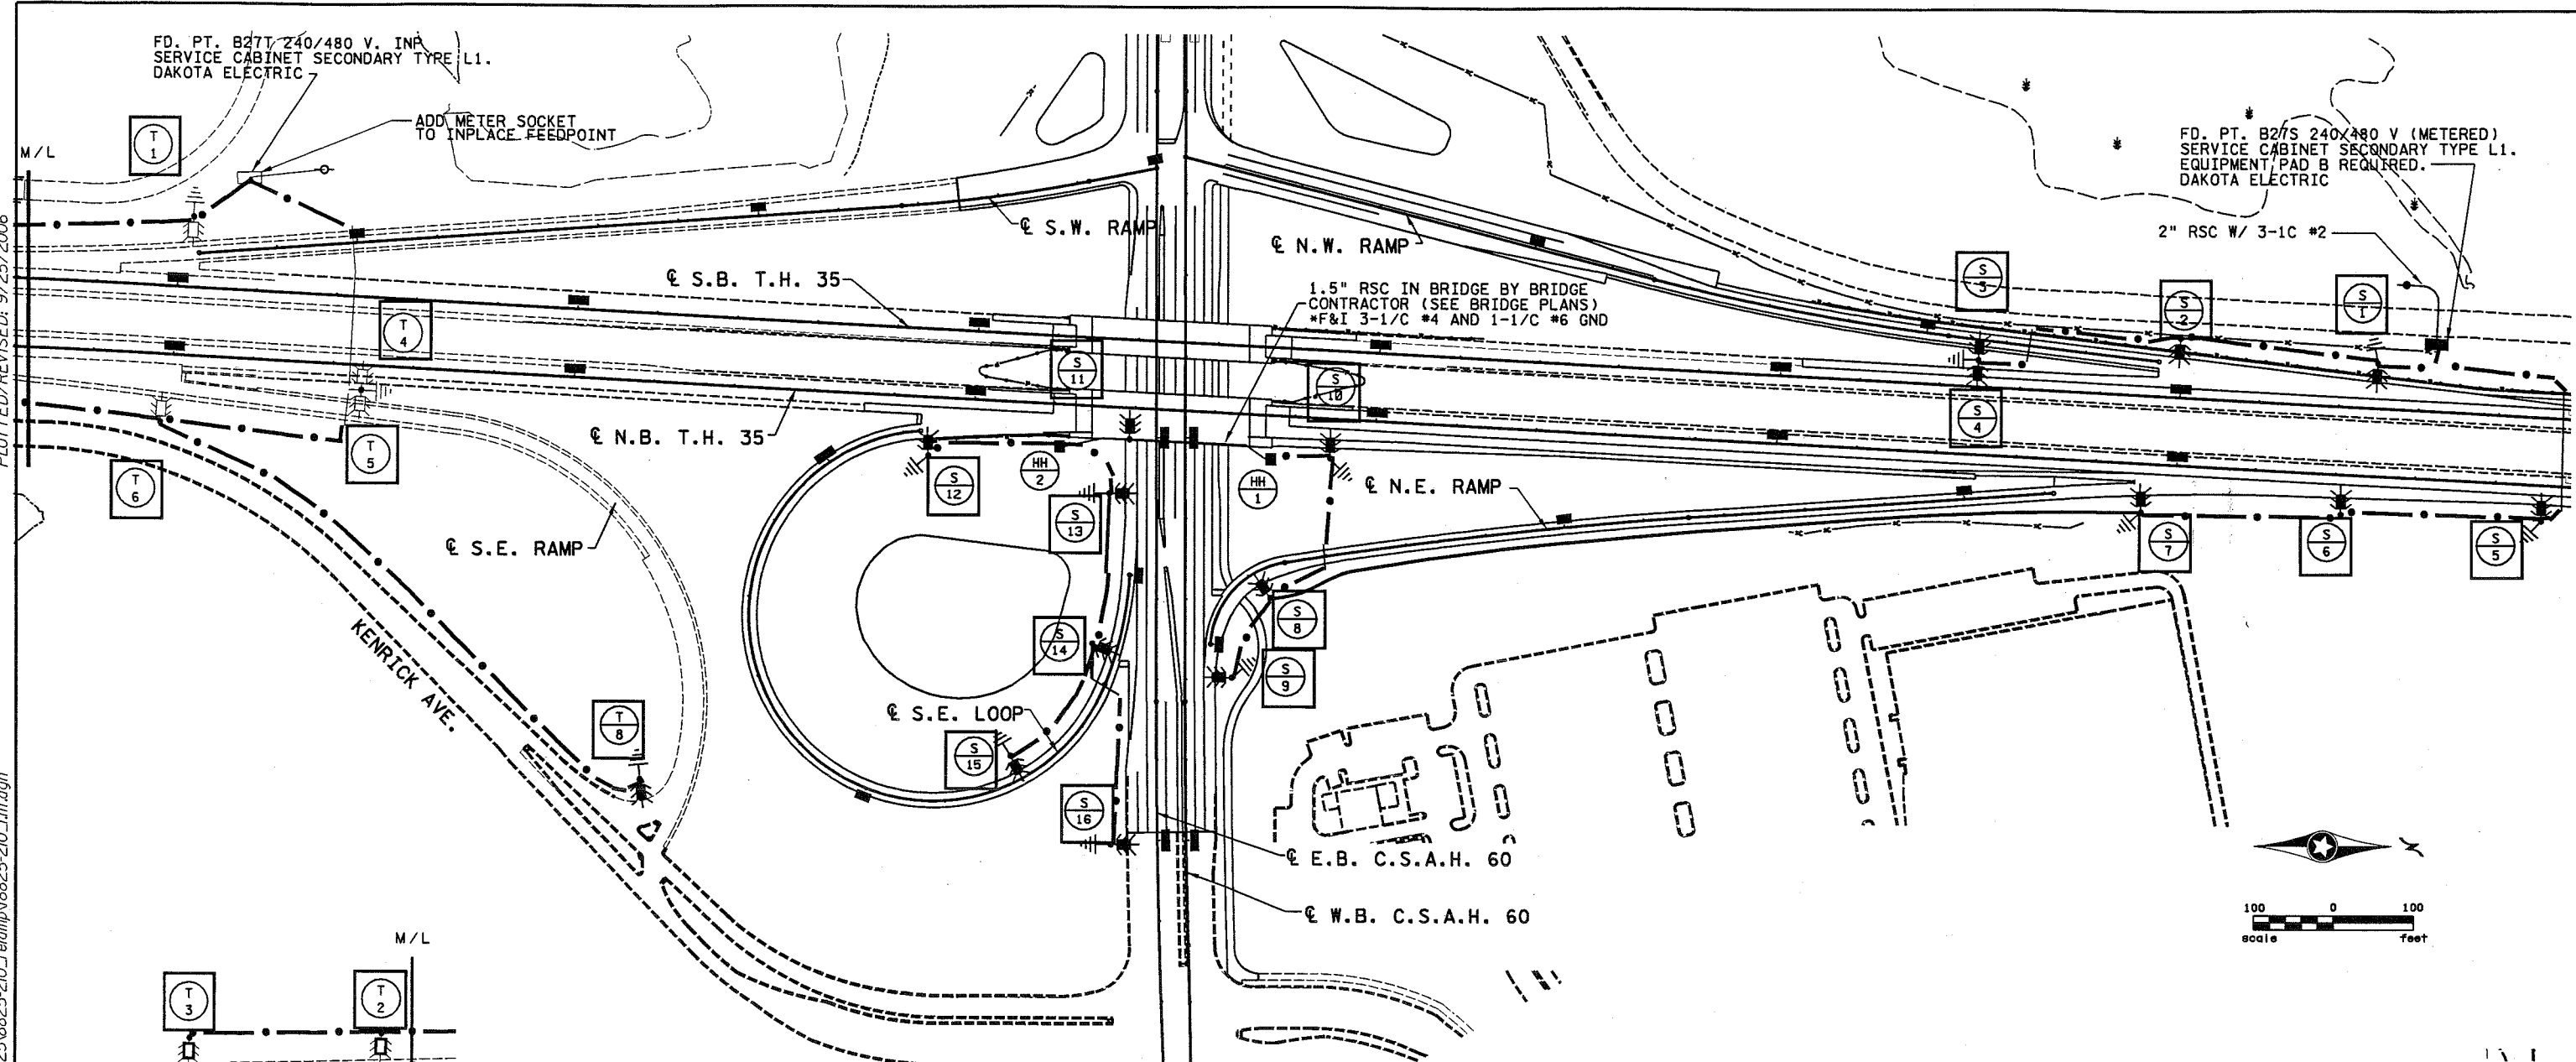 FD. PT. B27T 240/480 V. INP
SERVICE CABINET SECONDARY TYPE L1.
DAKOTA ELECTRIC
ADD METER SOCKET
TO INPLACE FEEDPOINT
T
1
M/L
FD. PT. B27S 240/480 V (METERED)
SERVICE CABINET SECONDARY TYPE L1.
EQUIPMENT PAD B REQUIRED.
DAKOTA ELECTRIC
2" RSC W/ 3-1C #2
℄ S.W. RAMP
℄ N.W. RAMP
℄ S.B. T.H. 35
1.5" RSC IN BRIDGE BY BRIDGE
CONTRACTOR (SEE BRIDGE PLANS)
*F&I 3-1/C #4 AND 1-1/C #6 GND
S
3
S
2
S
1
T
4
S
11
S
10
S
4
℄ N.B. T.H. 35
T
5
T
6
S
12
HH
2
HH
1
℄ N.E. RAMP
S
13
S
7
S
6
S
5
℄ S.E. RAMP
S
14
S
8
S
9
KENRICK AVE.
T
8
℄ S.E. LOOP
S
15
S
16
℄ E.B. C.S.A.H. 60
℄ W.B. C.S.A.H. 60
100 0 100
scale feet
M/L
T
3
T
2
PLOTTED/REVISED: 9/25/2006